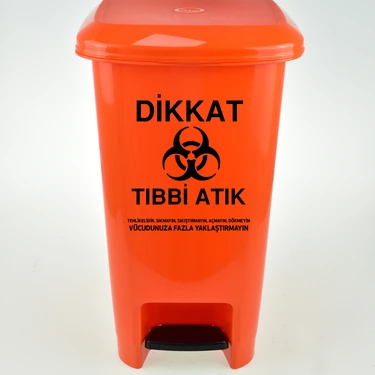 DİKKAT
TIBBİ ATIK
TEHLİKELİDİR, SIKMAYIN, SIKIŞTIRMAYIN, AÇMAYIN, DÖKMEYİN
VÜCUDUNUZA FAZLA YAKLAŞTIRMAYIN